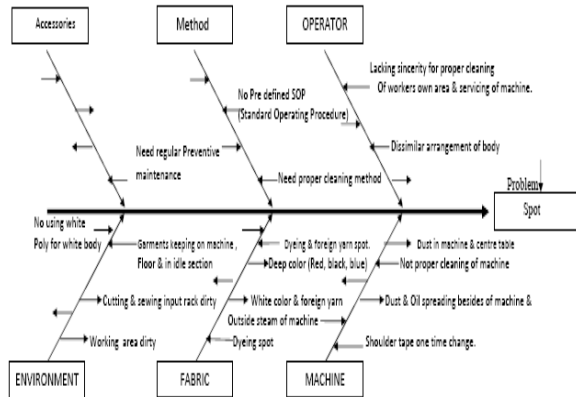 Accessories
Method
OPERATOR
Lacking sincerity for proper cleaning
Of workers own area & servicing of machine.
No Pre defined SOP
(Standard Operating Procedure)
Need regular Preventive
maintenance
Dissimilar arrangement of body
Need proper cleaning method
Problem
Spot
No using white
Poly for white body
Garments keeping on machine ,
Floor & in idle section
Dyeing & foreign yarn spot.
Deep color (Red, black, blue)
Dust in machine & centre table
Not proper cleaning of machine
Cutting & sewing input rack dirty
White color & foreign yarn
Dust & Oil spreading besides of machine &
Outside steam of machine
Working area dirty
Dyeing spot
Shoulder tape one time change.
ENVIRONMENT
FABRIC
MACHINE